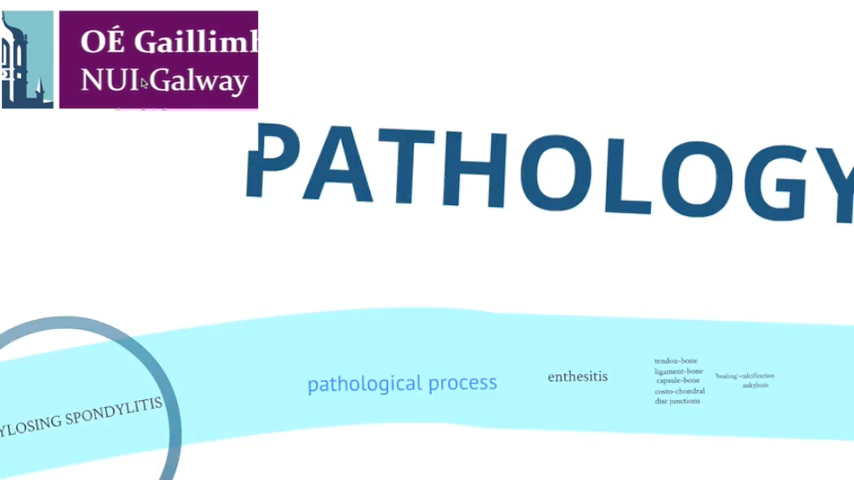 OÉ Gaillimh
NUI Galway
PATHOLOGY
YLOSING SPONDYLITIS
pathological process
enthesitis
tendon-bone
ligament-bone
capsule-bone
costo-chondral
disc junctions
'healing'-calcification
ankylosis